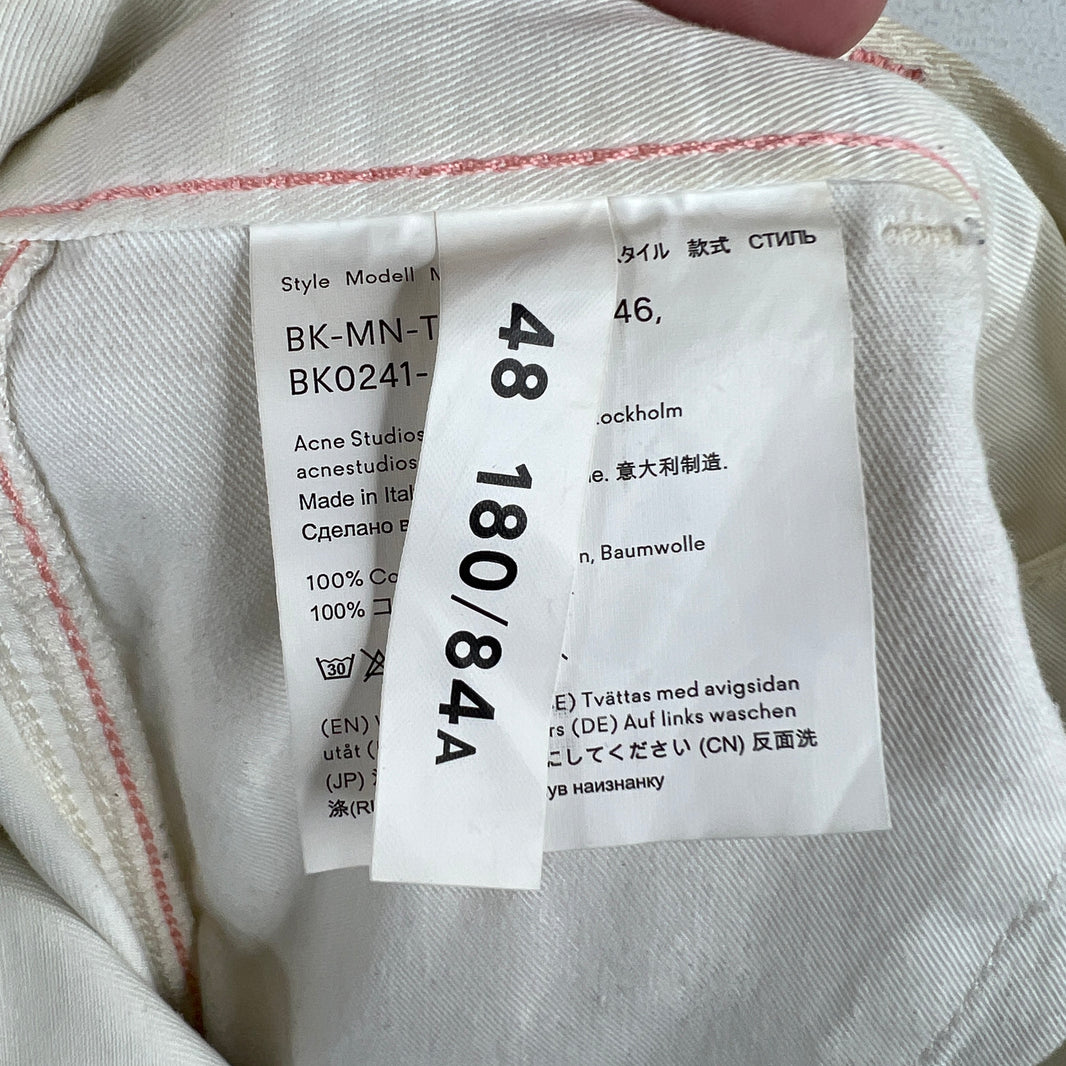 Style Modell
タイル 款式 СТИЛЬ
BK-MN-T
46,
BK0241-
Acne Studios
ockholm
acnestudios
Made in Ital
e. 意大利制造.
Сделано в
100% Co
n, Baumwolle
100% コ
30
(EN)
E) Tvättas med avigsidan
utåt
rs (DE) Auf links waschen
(JP)
にしてください (CN) 反面洗
涤(RU
ув наизнанку
48 180/84A